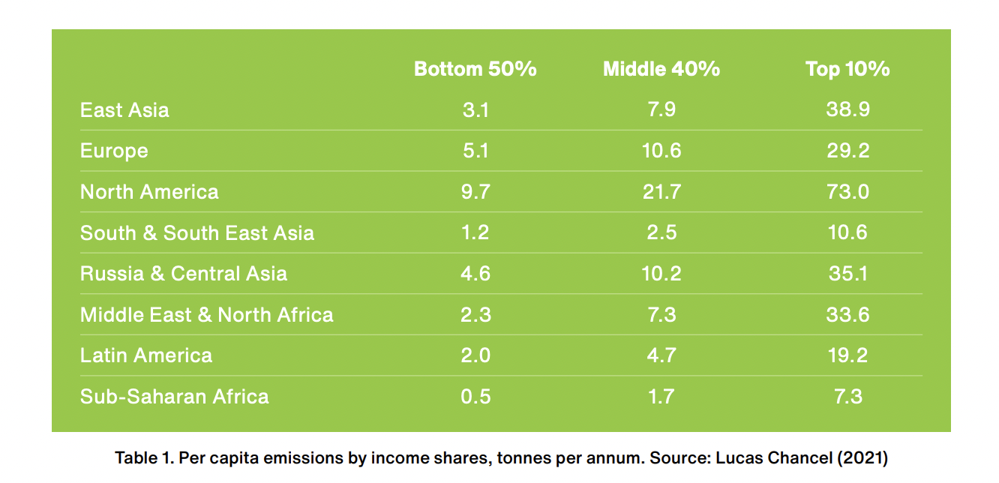 Bottom 50% Middle 40% Top 10%
East Asia 3.1 7.9 38.9
Europe 5.1 10.6 29.2
North America 9.7 21.7 73.0
South & South East Asia 1.2 2.5 10.6
Russia & Central Asia 4.6 10.2 35.1
Middle East & North Africa 2.3 7.3 33.6
Latin America 2.0 4.7 19.2
Sub-Saharan Africa 0.5 1.7 7.3
Table 1. Per capita emissions by income shares, tonnes per annum. Source: Lucas Chancel (2021)